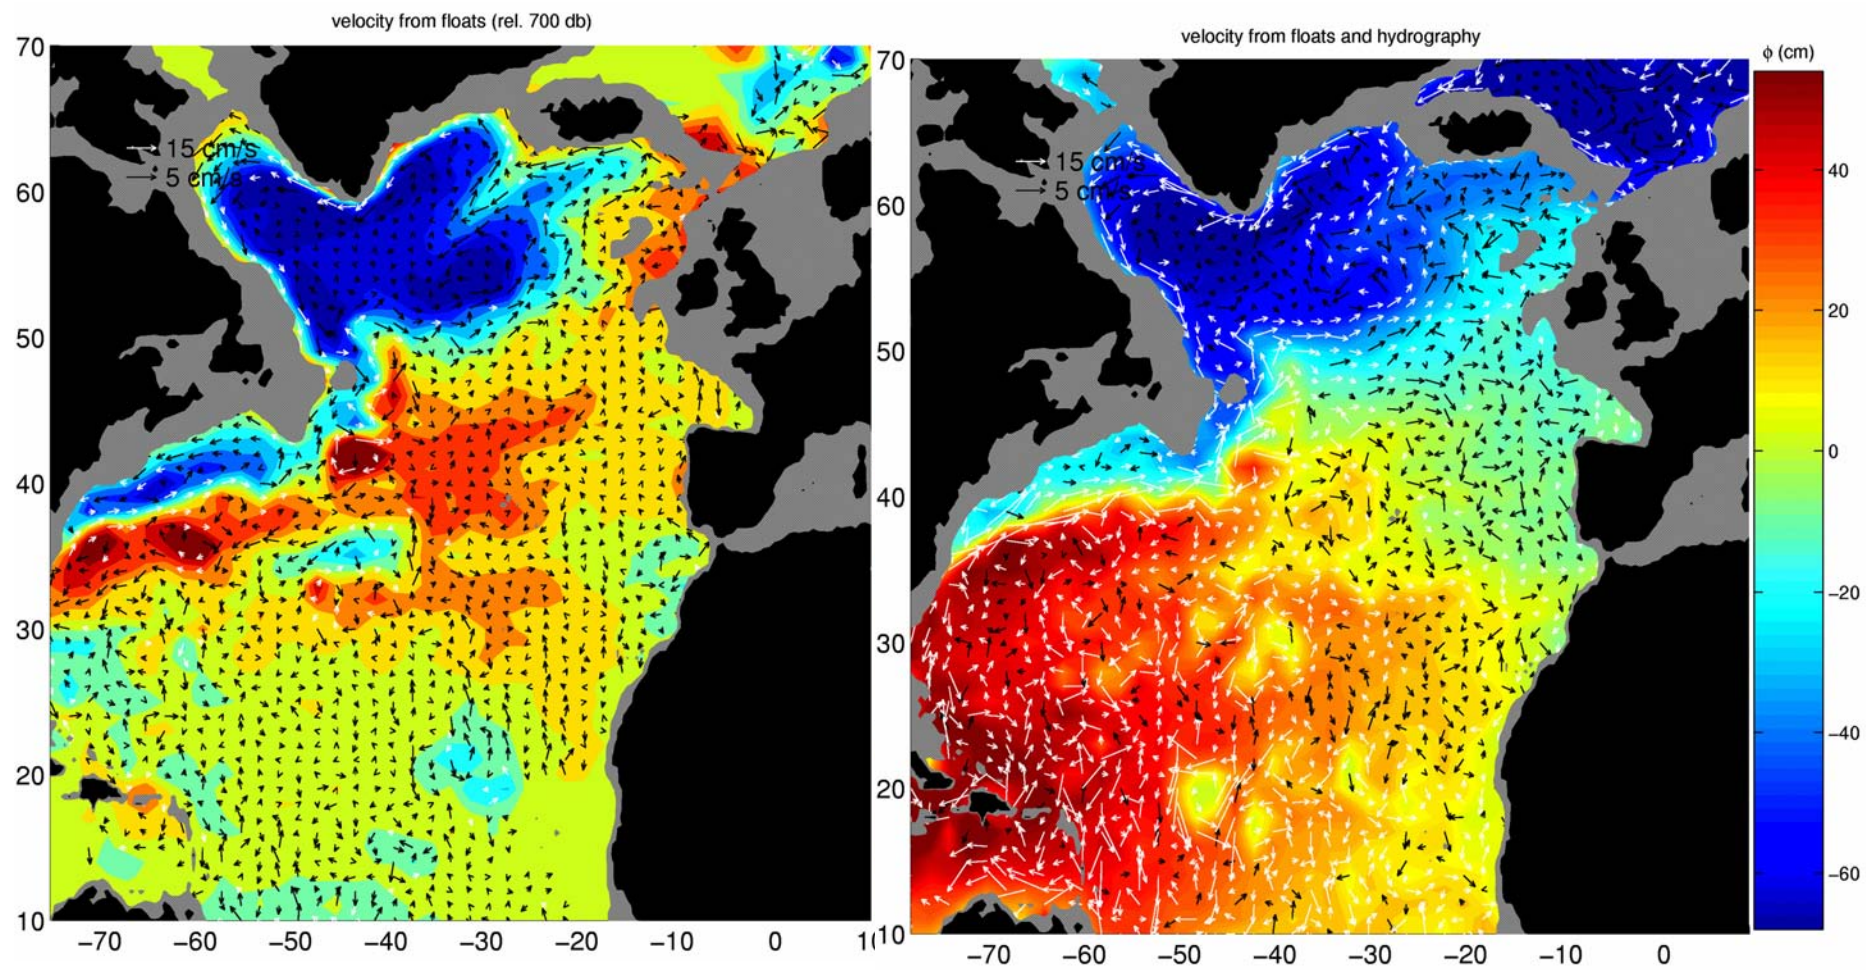 velocity from floats (rel. 700 db)
70
60
50
40
30
20
10
15 cm/s
5 cm/s
−70 −60 −50 −40 −30 −20 −10 0 10
velocity from floats and hydrography
70
60
50
40
30
20
10
15 cm/s
5 cm/s
−70 −60 −50 −40 −30 −20 −10 0
ϕ (cm)
40
20
0
−20
−40
−60